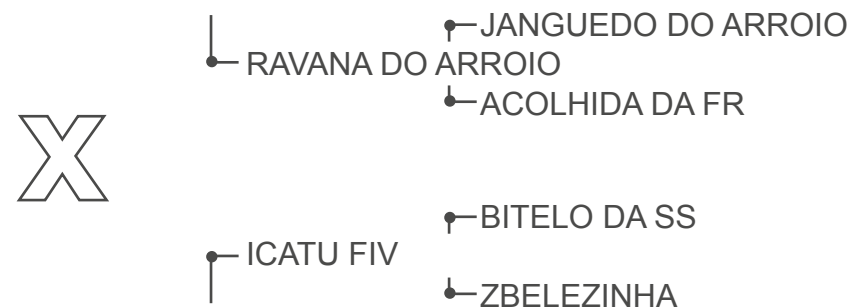 JANGUEDO DO ARROIO
RAVANA DO ARROIO
ACOLHIDA DA FR
X
BITELO DA SS
ICATU FIV
ZBELEZINHA